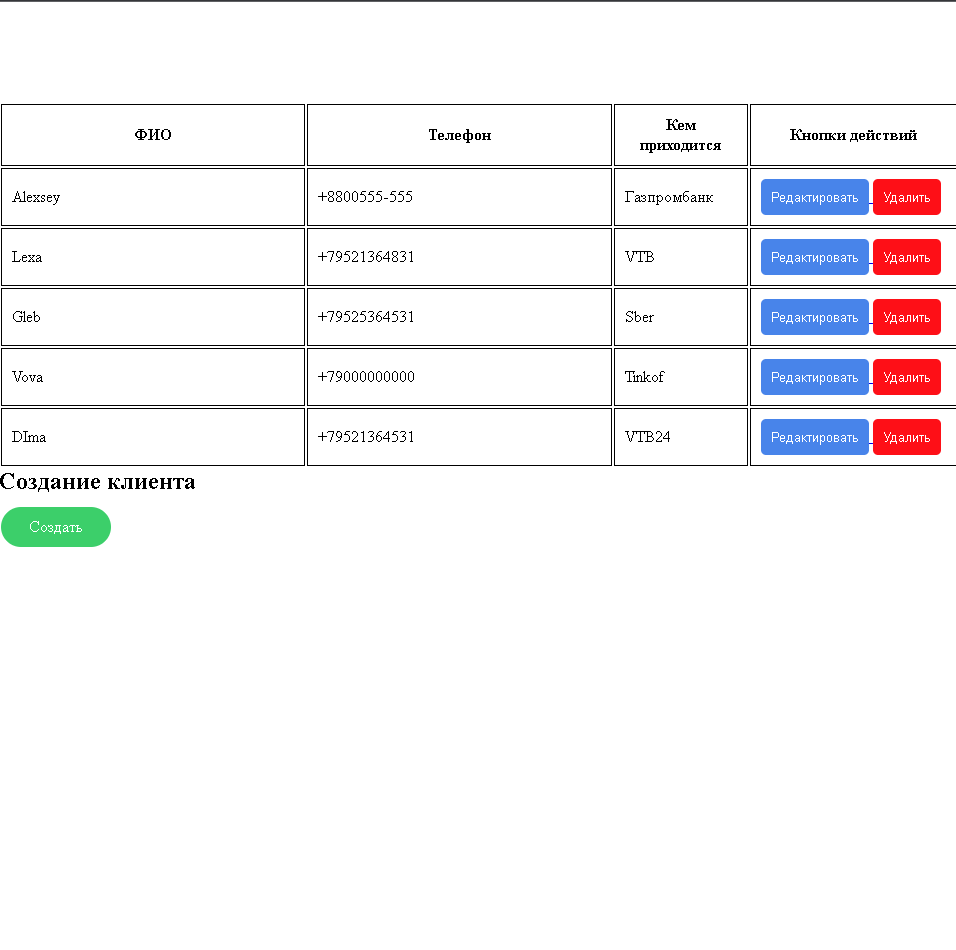 ФИО Телефон Кем приходится Кнопки действий
Alexsey +8800555-555 Газпромбанк Редактировать Удалить
Lexa +79521364831 VTB Редактировать Удалить
Gleb +79525364531 Sber Редактировать Удалить
Vova +79000000000 Tinkof Редактировать Удалить
DIma +79521364531 VTB24 Редактировать Удалить
Создание клиента
Создать